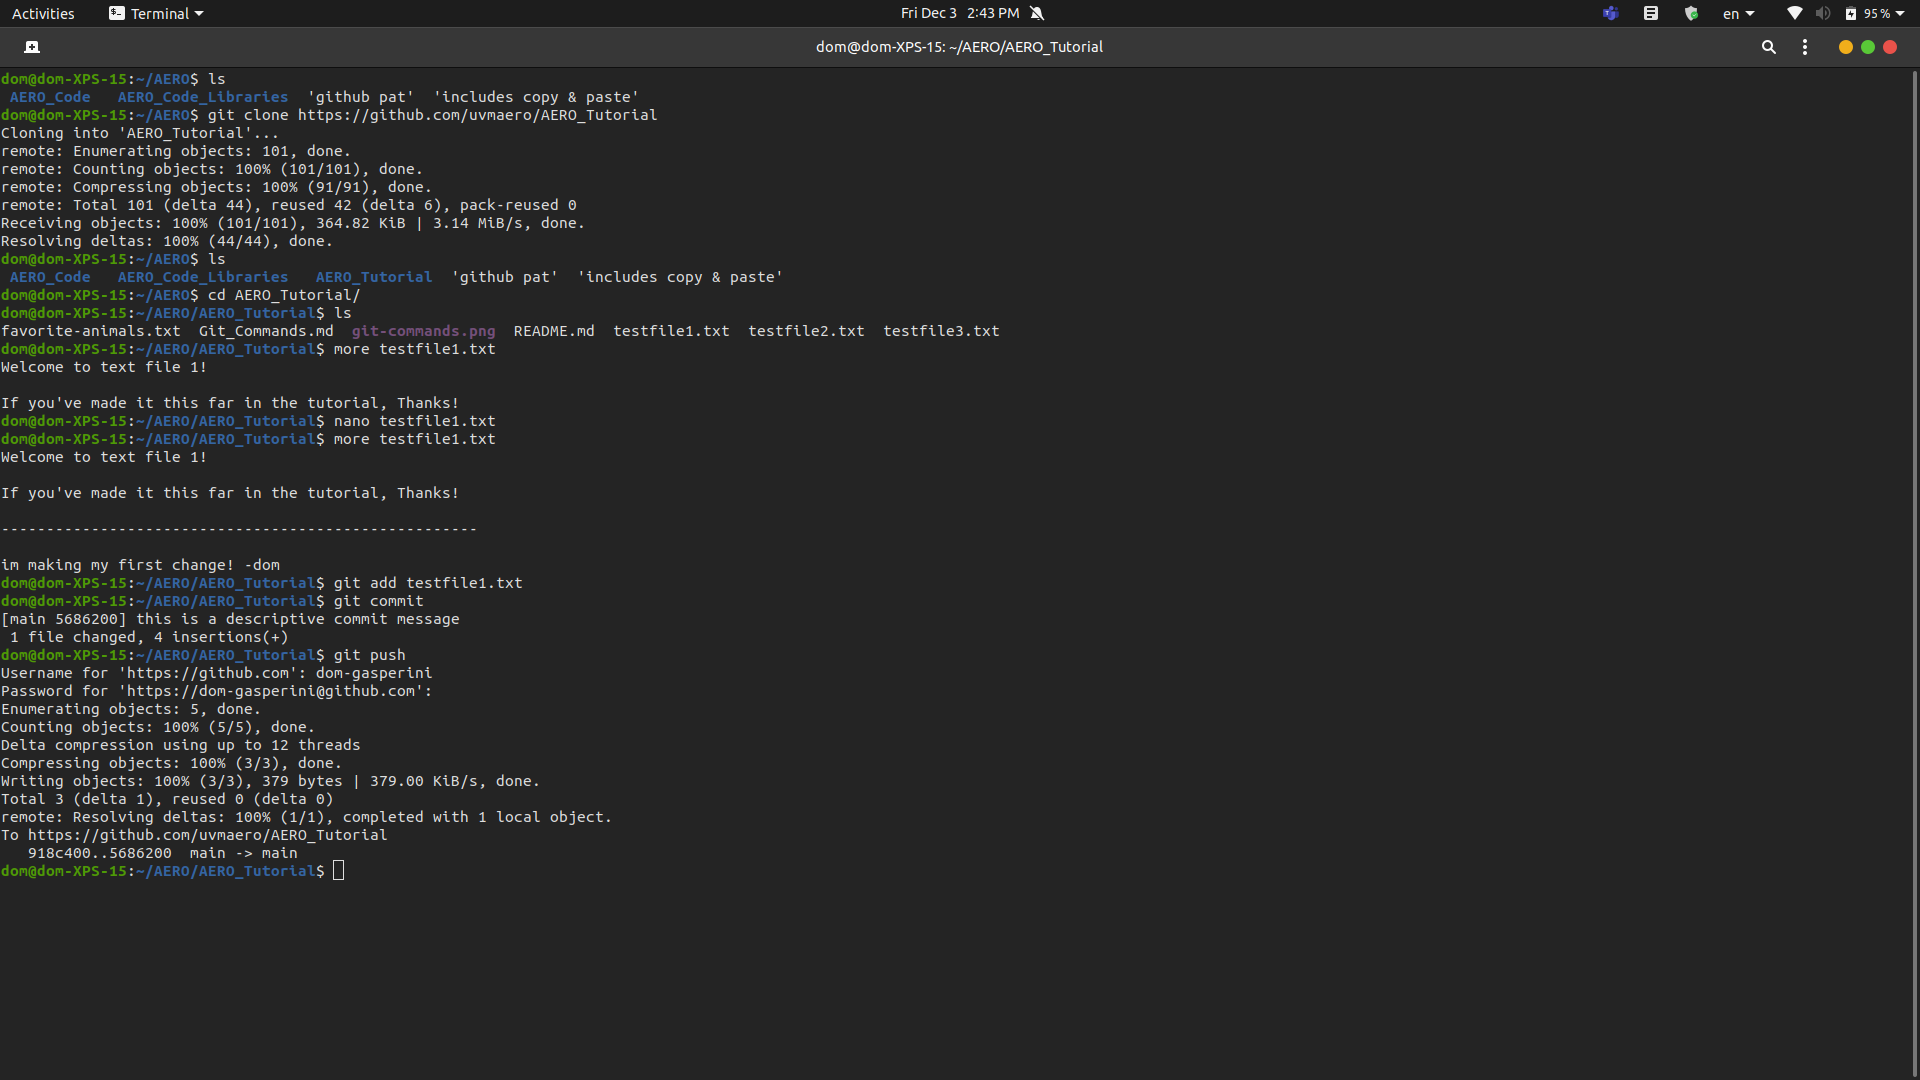 Activities Terminal Fri Dec 3 2:43 PM en 95 %
dom@dom-XPS-15: ~/AERO/AERO_Tutorial
dom@dom-XPS-15:~/AERO$ ls
 AERO_Code   AERO_Code_Libraries  'github pat'  'includes copy & paste'
dom@dom-XPS-15:~/AERO$ git clone https://github.com/uvmaero/AERO_Tutorial
Cloning into 'AERO_Tutorial'...
remote: Enumerating objects: 101, done.
remote: Counting objects: 100% (101/101), done.
remote: Compressing objects: 100% (91/91), done.
remote: Total 101 (delta 44), reused 42 (delta 6), pack-reused 0
Receiving objects: 100% (101/101), 364.82 KiB | 3.14 MiB/s, done.
Resolving deltas: 100% (44/44), done.
dom@dom-XPS-15:~/AERO$ ls
 AERO_Code   AERO_Code_Libraries   AERO_Tutorial  'github pat'  'includes copy & paste'
dom@dom-XPS-15:~/AERO$ cd AERO_Tutorial/
dom@dom-XPS-15:~/AERO/AERO_Tutorial$ ls
favorite-animals.txt  Git_Commands.md  git-commands.png  README.md  testfile1.txt  testfile2.txt  testfile3.txt
dom@dom-XPS-15:~/AERO/AERO_Tutorial$ more testfile1.txt
Welcome to text file 1!
If you've made it this far in the tutorial, Thanks!
dom@dom-XPS-15:~/AERO/AERO_Tutorial$ nano testfile1.txt
dom@dom-XPS-15:~/AERO/AERO_Tutorial$ more testfile1.txt
Welcome to text file 1!
If you've made it this far in the tutorial, Thanks!
-----------------------------------------------------
im making my first change! -dom
dom@dom-XPS-15:~/AERO/AERO_Tutorial$ git add testfile1.txt
dom@dom-XPS-15:~/AERO/AERO_Tutorial$ git commit
[main 5686200] this is a descriptive commit message
 1 file changed, 4 insertions(+)
dom@dom-XPS-15:~/AERO/AERO_Tutorial$ git push
Username for 'https://github.com': dom-gasperini
Password for 'https://dom-gasperini@github.com':
Enumerating objects: 5, done.
Counting objects: 100% (5/5), done.
Delta compression using up to 12 threads
Compressing objects: 100% (3/3), done.
Writing objects: 100% (3/3), 379 bytes | 379.00 KiB/s, done.
Total 3 (delta 1), reused 0 (delta 0)
remote: Resolving deltas: 100% (1/1), completed with 1 local object.
To https://github.com/uvmaero/AERO_Tutorial
   918c400..5686200  main -> main
dom@dom-XPS-15:~/AERO/AERO_Tutorial$